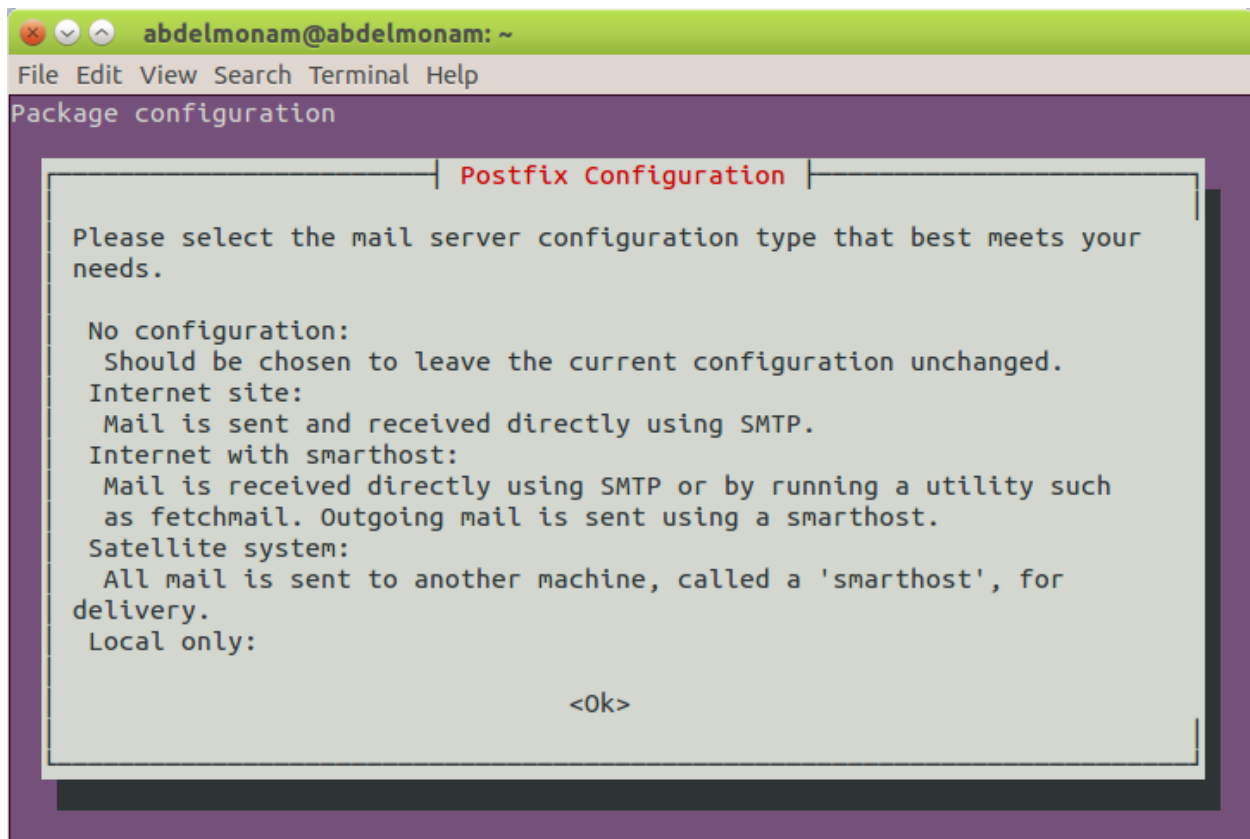 abdelmonam@abdelmonam: ~
File Edit View Search Terminal Help
Package configuration
Postfix Configuration
Please select the mail server configuration type that best meets your
needs.
No configuration:
Should be chosen to leave the current configuration unchanged.
Internet site:
Mail is sent and received directly using SMTP.
Internet with smarthost:
Mail is received directly using SMTP or by running a utility such
as fetchmail. Outgoing mail is sent using a smarthost.
Satellite system:
All mail is sent to another machine, called a 'smarthost', for
delivery.
Local only:
<Ok>